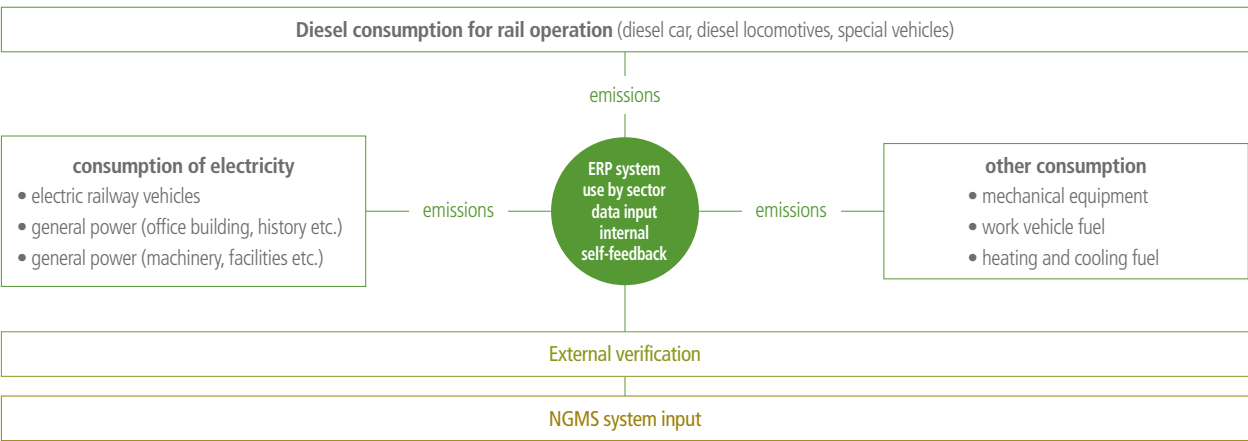 Diesel consumption for rail operation (diesel car, diesel locomotives, special vehicles)
emissions
consumption of electricity
• electric railway vehicles
• general power (office building, history etc.)
• general power (machinery, facilities etc.)
emissions
ERP system
use by sector
data input
internal
self-feedback
emissions
other consumption
• mechanical equipment
• work vehicle fuel
• heating and cooling fuel
External verification
NGMS system input